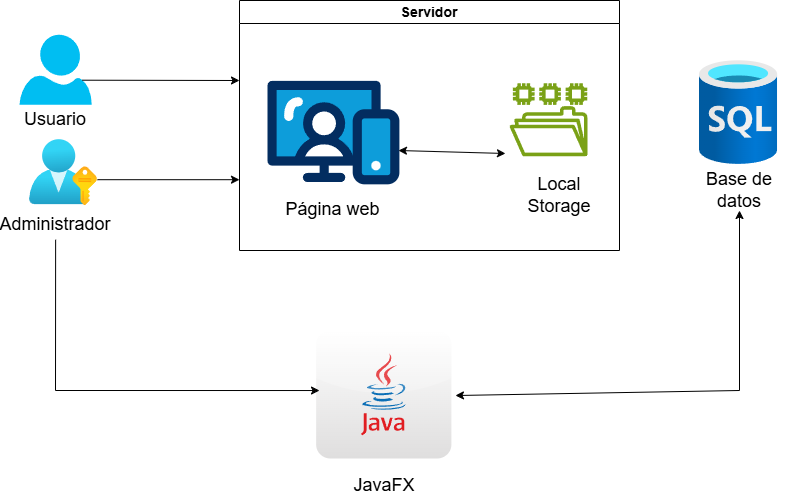 Servidor
Usuario
Administrador
Página web
Local
Storage
SQL
Base de
datos
Java
JavaFX